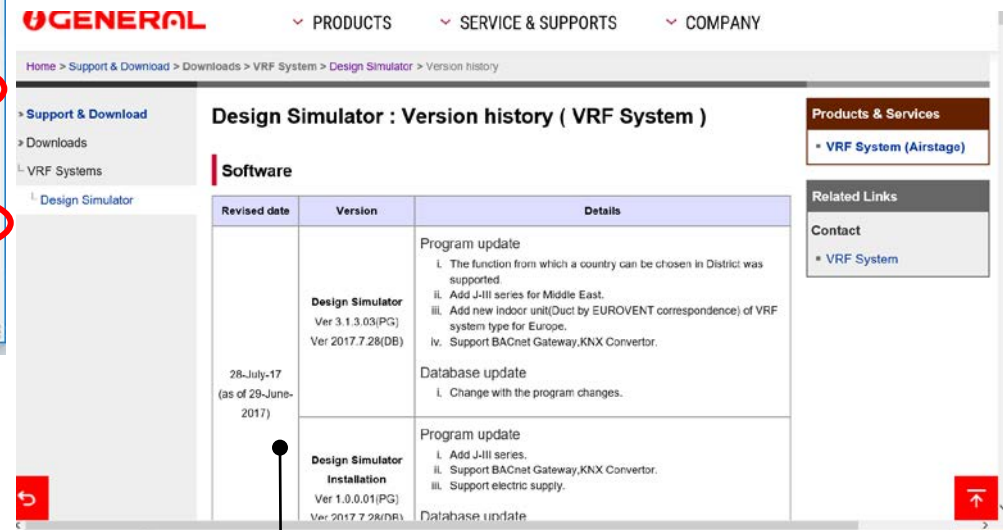 GENERAL
PRODUCTS
SERVICE & SUPPORTS
COMPANY
Home > Support & Download > Downloads > VRF System > Design Simulator > Version history
» Support & Download
» Downloads
VRF Systems
Design Simulator
Design Simulator : Version history ( VRF System )
Software
Revised date Version Details
28-July-17
(as of 29-June-
2017)
Design Simulator
Ver 3.1.3.03(PG)
Ver 2017.7.28(DB)
Program update
i. The function from which a country can be chosen in District was
supported.
ii. Add J-III series for Middle East.
iii. Add new indoor unit(Duct by EUROVENT correspondence) of VRF
system type for Europe.
iv. Support BACnet Gateway,KNX Convertor.
Database update
i. Change with the program changes.
Design Simulator
Installation
Ver 1.0.0.01(PG)
Ver 2017.7.28(DB)
Program update
i. Add J-III series.
ii. Support BACnet Gateway,KNX Convertor.
iii. Support electric supply.
Database update
Products & Services
VRF System (Airstage)
Related Links
Contact
VRF System